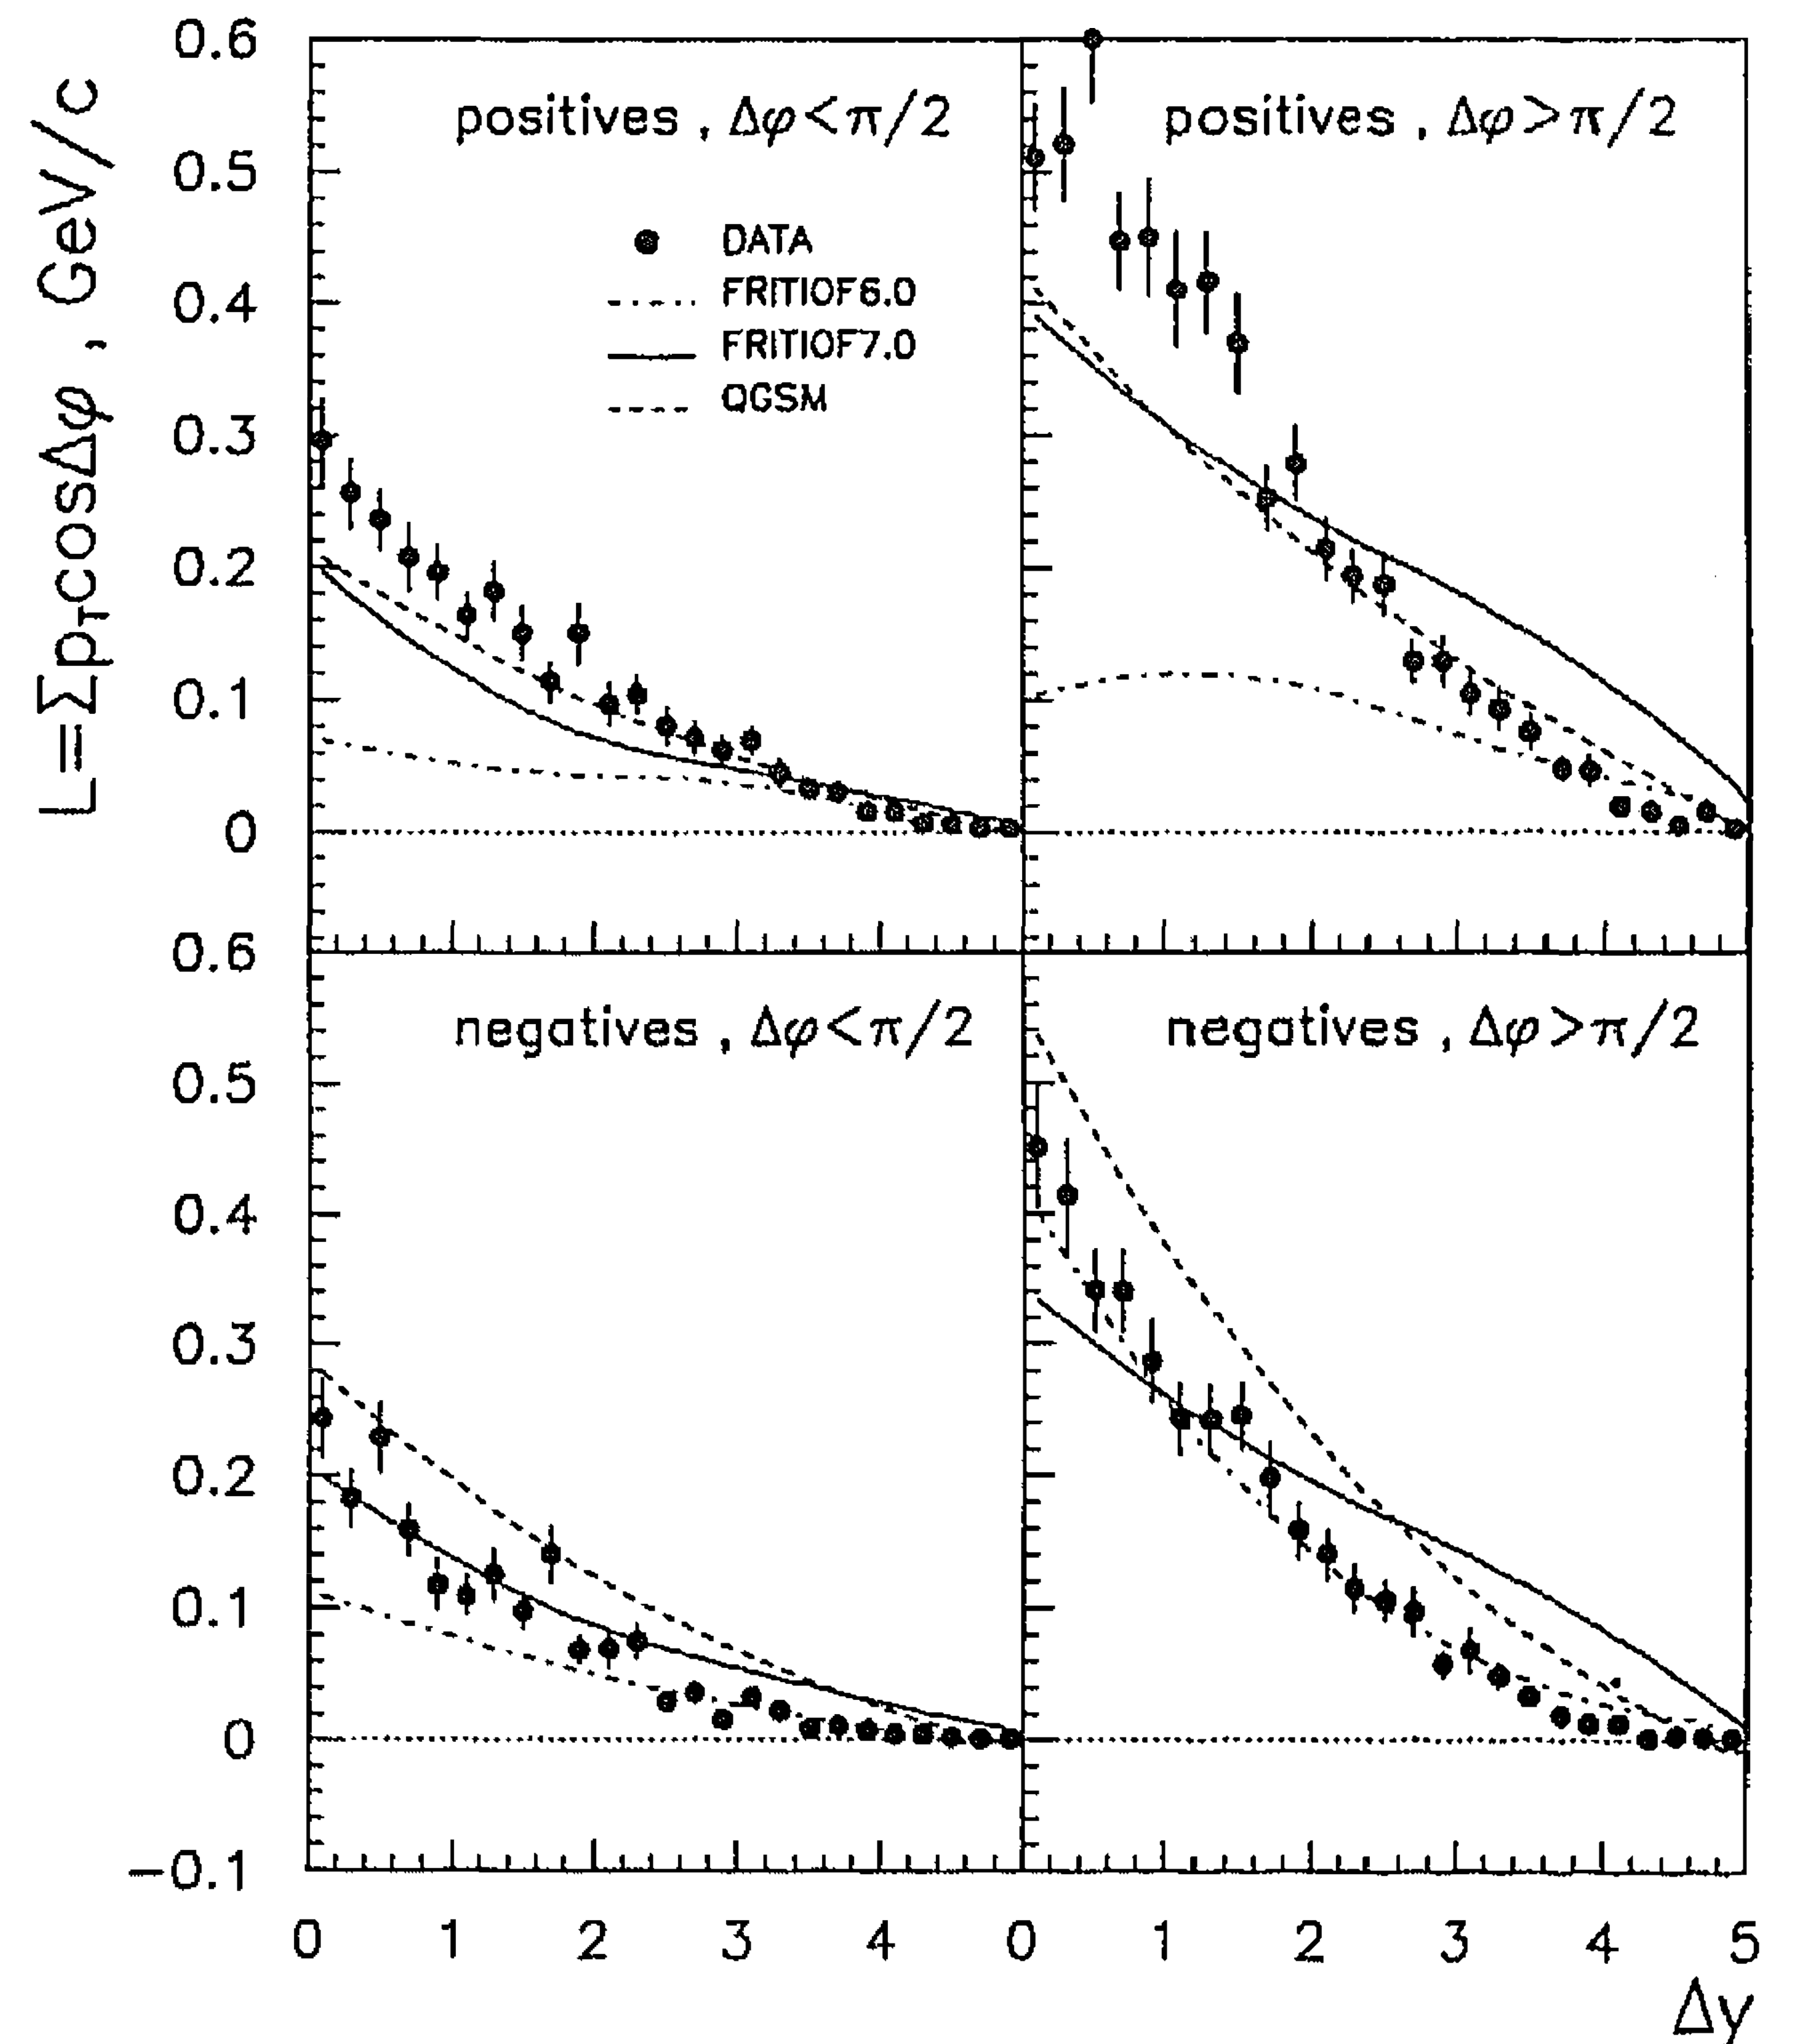 L=Σp_T cosΔφ , GeV/c
0.6
0.5
0.4
0.3
0.2
0.1
0
positives , Δφ<π/2
DATA
FRITIOF6.0
FRITIOF7.0
QGSM
positives , Δφ>π/2
0.6
0.5
0.4
0.3
0.2
0.1
0
−0.1
negatives , Δφ<π/2
negatives , Δφ>π/2
0 1 2 3 4 0 1 2 3 4 5
Δy